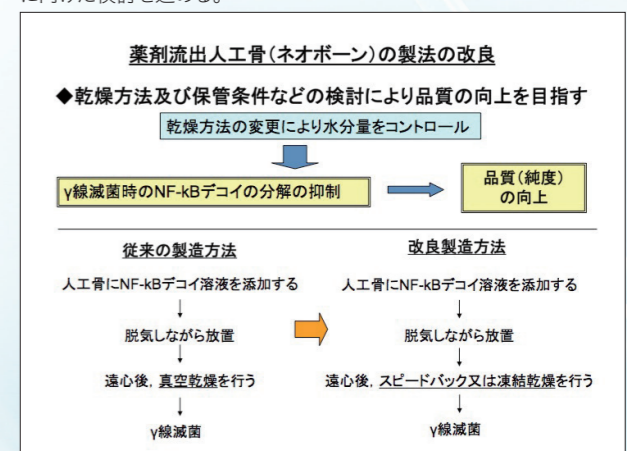 に向けた検討を進める。
薬剤流出人工骨(ネオボーン)の製法の改良
◆乾燥方法及び保管条件などの検討により品質の向上を目指す
乾燥方法の変更により水分量をコントロール
γ線滅菌時のNF-kBデコイの分解の抑制
品質(純度)
の向上
従来の製造方法
人工骨にNF-kBデコイ溶液を添加する
脱気しながら放置
遠心後, 真空乾燥を行う
γ線滅菌
改良製造方法
人工骨にNF-kBデコイ溶液を添加する
脱気しながら放置
遠心後, スピードバック又は凍結乾燥を行う
γ線滅菌